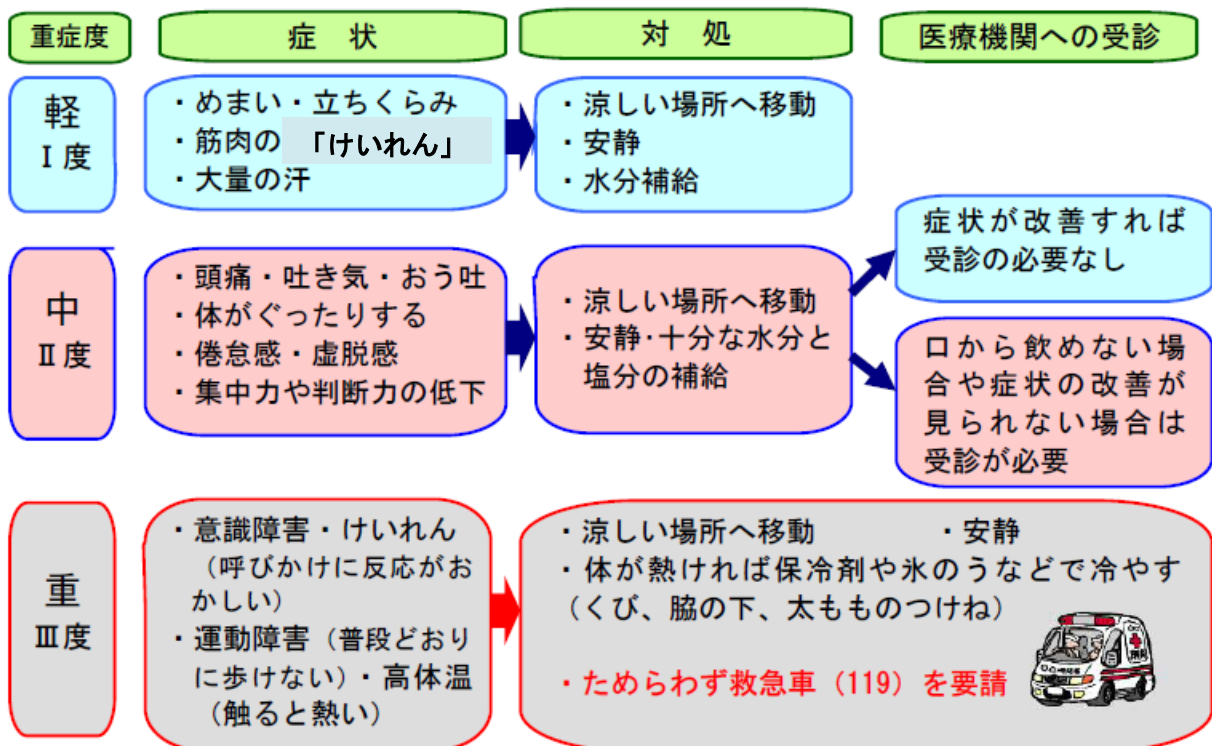 重症度
症 状
対 処
医療機関への受診
軽
Ⅰ度
・めまい・立ちくらみ
・筋肉の「けいれん」
・大量の汗
・涼しい場所へ移動
・安静
・水分補給
中
Ⅱ度
・頭痛・吐き気・おう吐
・体がぐったりする
・倦怠感・虚脱感
・集中力や判断力の低下
・涼しい場所へ移動
・安静・十分な水分と
塩分の補給
症状が改善すれば
受診の必要なし
口から飲めない場
合や症状の改善が
見られない場合は
受診が必要
重
Ⅲ度
・意識障害・けいれん
（呼びかけに反応がお
かしい）
・運動障害（普段どおり
に歩けない）・高体温
（触ると熱い）
・涼しい場所へ移動 ・安静
・体が熱ければ保冷剤や氷のうなどで冷やす
（くび、脇の下、太もものつけね）
・ためらわず救急車（119）を要請